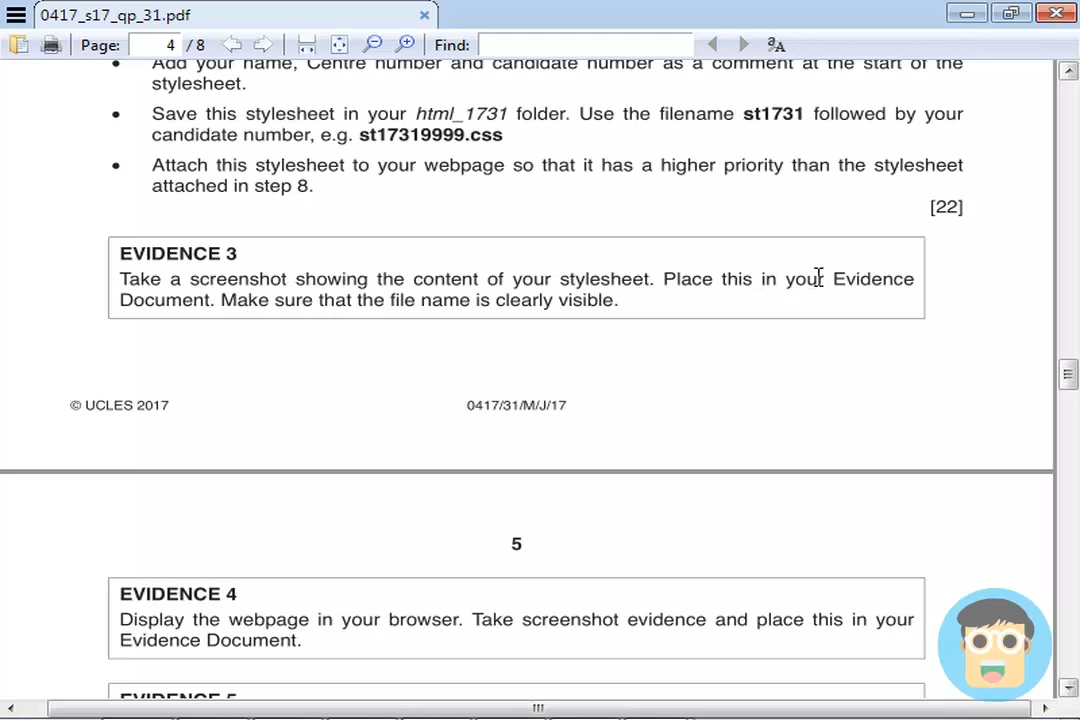 0417_s17_qp_31.pdf
Page: 4 / 8 Find:
Add your name, Centre number and candidate number as a comment at the start of the
stylesheet.
• Save this stylesheet in your html_1731 folder. Use the filename st1731 followed by your
candidate number, e.g. st17319999.css
• Attach this stylesheet to your webpage so that it has a higher priority than the stylesheet
attached in step 8.
[22]
EVIDENCE 3
Take a screenshot showing the content of your stylesheet. Place this in your Evidence
Document. Make sure that the file name is clearly visible.
© UCLES 2017 0417/31/M/J/17
5
EVIDENCE 4
Display the webpage in your browser. Take screenshot evidence and place this in your
Evidence Document.
EVIDENCE 5